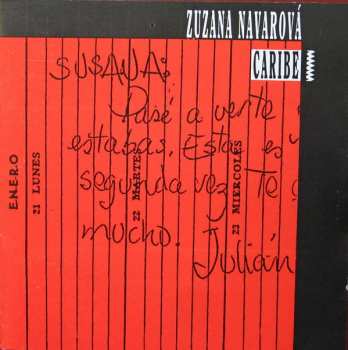 ZUZANA NAVAROVÁ
CARIBE
SUSANA:
Pasé a verte
estabas. Esta es
segunda vez. Te
mucho.
Julián
E.N.E.R.O
21 LUNES
22 MARTES
23 MIERCOLES